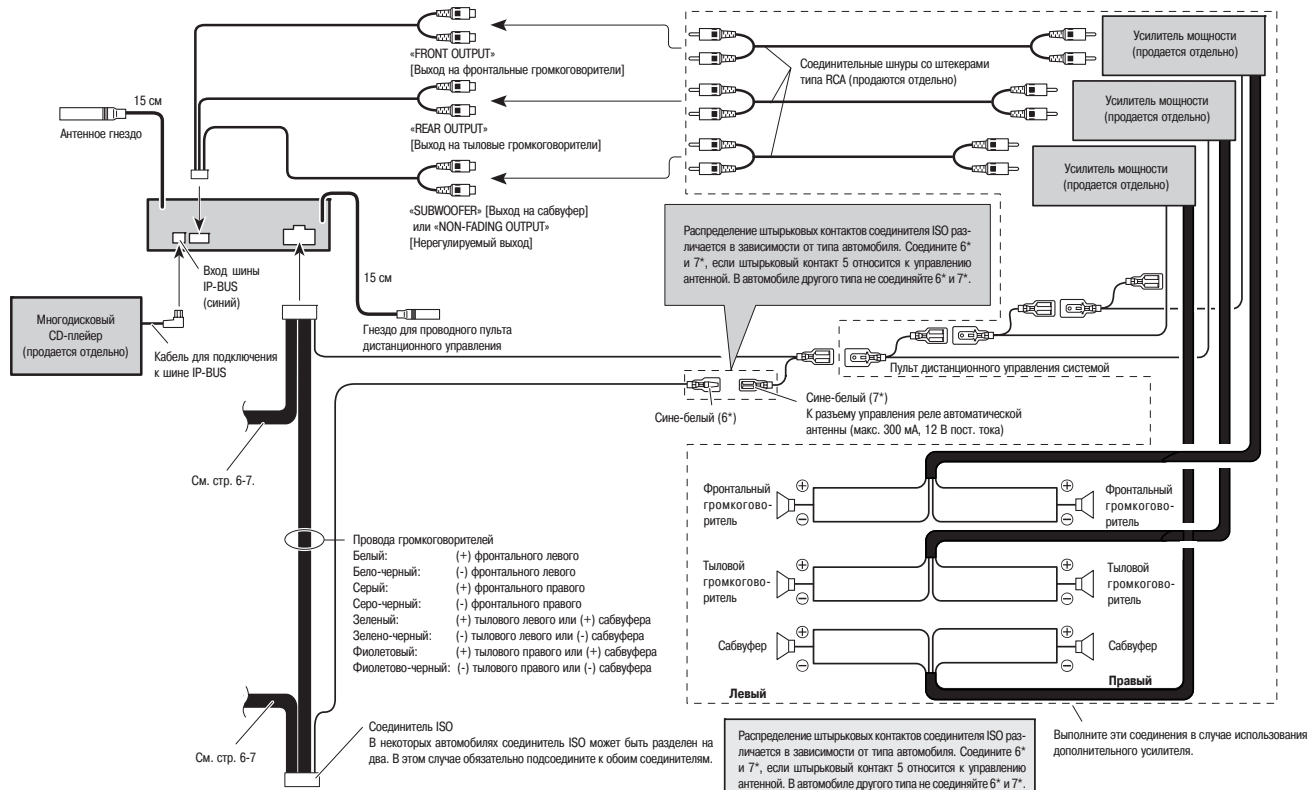 «FRONT OUTPUT»
[Выход на фронтальные громкоговорители]
Соединительные шнуры со штекерами
типа RCA (продаются отдельно)
Усилитель мощности
(продается отдельно)
15 см
Антенное гнездо
«REAR OUTPUT»
[Выход на тыловые громкоговорители]
Усилитель мощности
(продается отдельно)
«SUBWOOFER» [Выход на сабвуфер]
или «NON-FADING OUTPUT»
[Нерегулируемый выход]
Усилитель мощности
(продается отдельно)
Распределение штырьковых контактов соединителя ISO раз-
личается в зависимости от типа автомобиля. Соедините 6*
и 7*, если штырьковый контакт 5 относится к управлению
антенной. В автомобиле другого типа не соединяйте 6* и 7*.
Вход шины
IP-BUS
(синий)
15 см
Многодисковый
CD-плейер
(продается отдельно)
Кабель для подключения
к шине IP-BUS
Гнездо для проводного пульта
дистанционного управления
Пульт дистанционного управления системой
Сине-белый (6*)
Сине-белый (7*)
К разъему управления реле автоматической
антенны (макс. 300 мА, 12 В пост. тока)
См. стр. 6-7.
Фронтальный
громкогово-
ритель
⊕
⊖
⊕
⊖
Фронтальный
громкогово-
ритель
Провода громкоговорителей
Белый: (+) фронтального левого
Бело-черный: (-) фронтального левого
Серый: (+) фронтального правого
Серо-черный: (-) фронтального правого
Зеленый: (+) тылового левого или (+) сабвуфера
Зелено-черный: (-) тылового левого или (-) сабвуфера
Фиолетовый: (+) тылового правого или (+) сабвуфера
Фиолетово-черный: (-) тылового правого или (-) сабвуфера
Тыловой
громкогово-
ритель
⊕
⊖
⊕
⊖
Тыловой
громкогово-
ритель
Сабвуфер
⊕
⊖
⊕
⊖
Сабвуфер
Левый
Правый
См. стр. 6-7
Соединитель ISO
В некоторых автомобилях соединитель ISO может быть разделен на
два. В этом случае обязательно подсоедините к обоим соединителям.
Распределение штырьковых контактов соединителя ISO раз-
личается в зависимости от типа автомобиля. Соедините 6*
и 7*, если штырьковый контакт 5 относится к управлению
антенной. В автомобиле другого типа не соединяйте 6* и 7*.
Выполните эти соединения в случае использования
дополнительного усилителя.